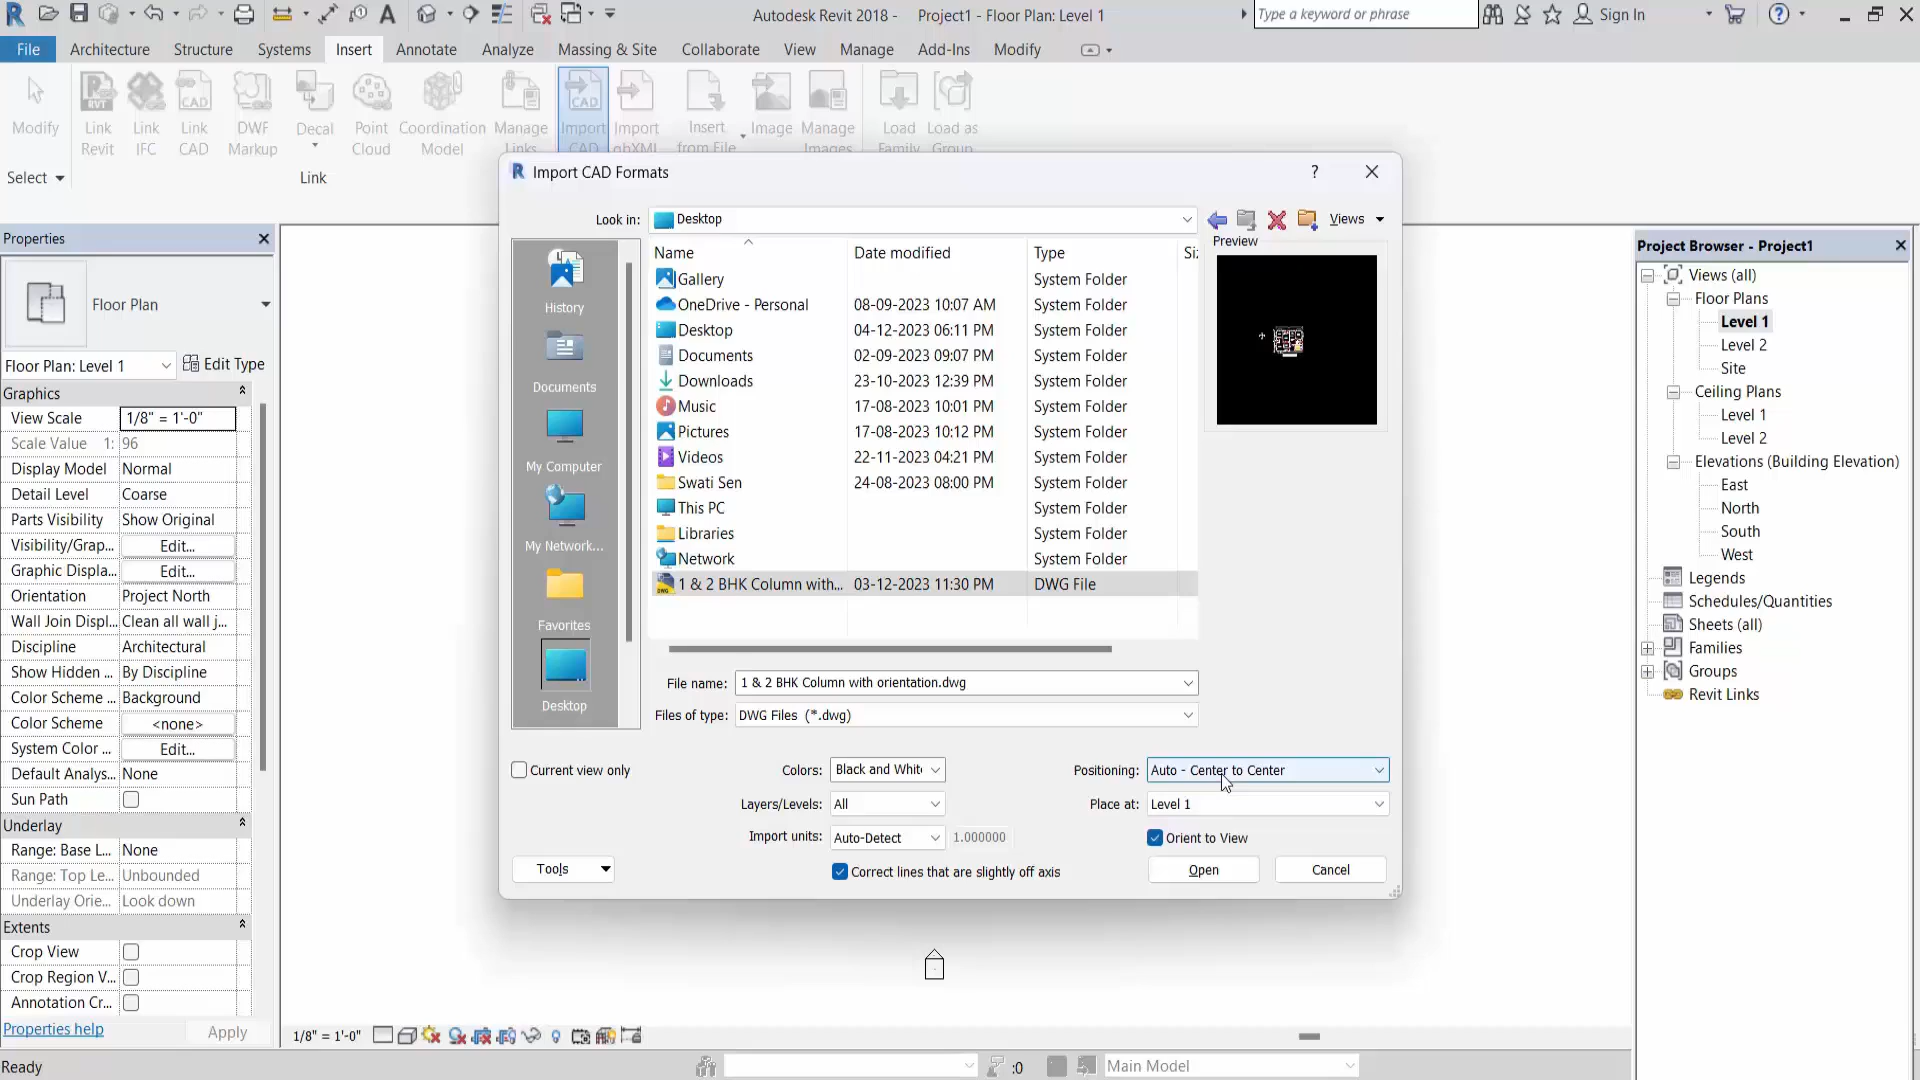 Autodesk Revit 2018 - Project1 - Floor Plan: Level 1
Type a keyword or phrase
Sign In
File Architecture Structure Systems Insert Annotate Analyze Massing & Site Collaborate View Manage Add-Ins Modify
Modify
Link Revit
Link IFC
Link CAD
DWF Markup
Decal
Point Cloud
Coordination Model
Manage Links
Import CAD
Import gbXML
Insert from File
Image
Manage Images
Load Family
Load as Group
Select
Link
Import CAD Formats
Look in: Desktop
Views
Preview
Name Date modified Type
Gallery System Folder
OneDrive - Personal 08-09-2023 10:07 AM System Folder
Desktop 04-12-2023 06:11 PM System Folder
Documents 02-09-2023 09:07 PM System Folder
Downloads 23-10-2023 12:39 PM System Folder
Music 17-08-2023 10:01 PM System Folder
Pictures 17-08-2023 10:12 PM System Folder
Videos 22-11-2023 04:21 PM System Folder
Swati Sen 24-08-2023 08:00 PM System Folder
This PC System Folder
Libraries System Folder
Network System Folder
1 & 2 BHK Column with... 03-12-2023 11:30 PM DWG File
History
Documents
My Computer
My Network...
Favorites
Desktop
File name: 1 & 2 BHK Column with orientation.dwg
Files of type: DWG Files (*.dwg)
Current view only
Colors: Black and White
Positioning: Auto - Center to Center
Layers/Levels: All
Place at: Level 1
Import units: Auto-Detect 1.000000
Orient to View
Correct lines that are slightly off axis
Tools
Open
Cancel
Properties
Floor Plan
Floor Plan: Level 1 Edit Type
Graphics
View Scale 1/8" = 1'-0"
Scale Value 1: 96
Display Model Normal
Detail Level Coarse
Parts Visibility Show Original
Visibility/Grap... Edit...
Graphic Displa... Edit...
Orientation Project North
Wall Join Displ... Clean all wall j...
Discipline Architectural
Show Hidden ... By Discipline
Color Scheme ... Background
Color Scheme <none>
System Color ... Edit...
Default Analys... None
Sun Path
Underlay
Range: Base L... None
Range: Top Le... Unbounded
Underlay Orie... Look down
Extents
Crop View
Crop Region V...
Annotation Cr...
Properties help
Apply
Project Browser - Project1
Views (all)
Floor Plans
Level 1
Level 2
Site
Ceiling Plans
Level 1
Level 2
Elevations (Building Elevation)
East
North
South
West
Legends
Schedules/Quantities
Sheets (all)
Families
Groups
Revit Links
1/8" = 1'-0"
Ready
:0
Main Model